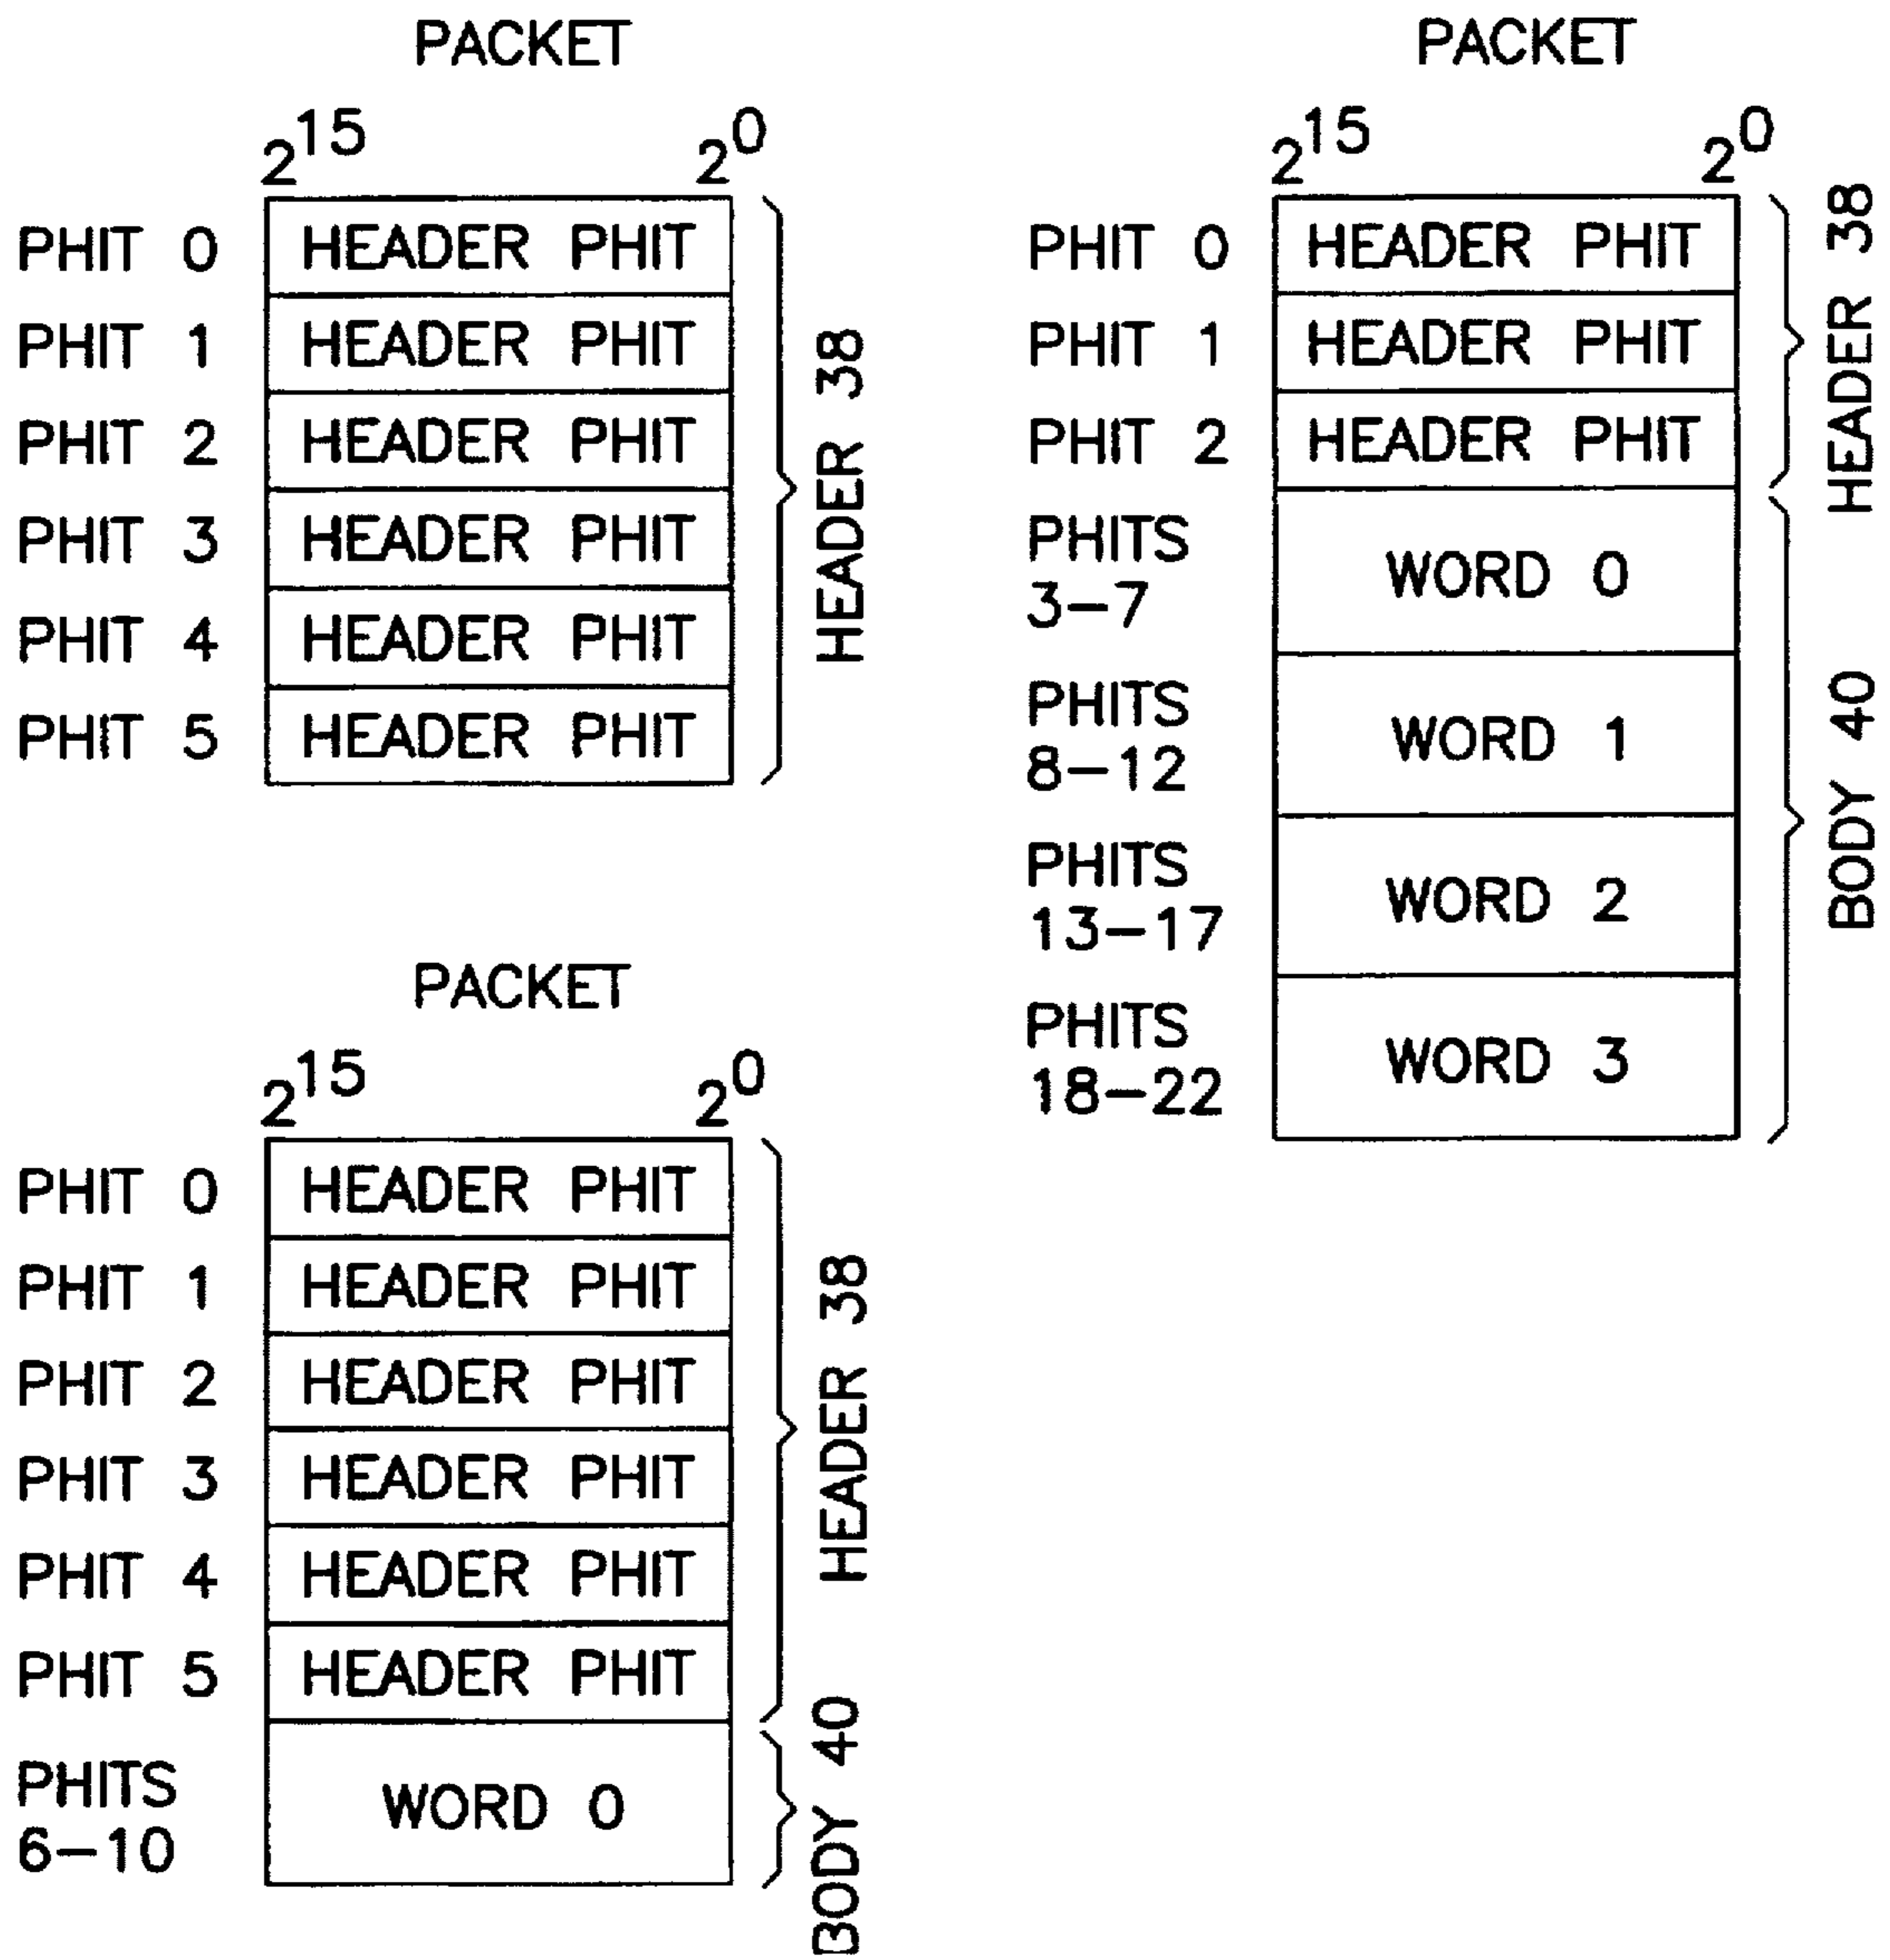 PACKET
2^15 2^0
PHIT 0 HEADER PHIT
PHIT 1 HEADER PHIT
PHIT 2 HEADER PHIT
PHIT 3 HEADER PHIT
PHIT 4 HEADER PHIT
PHIT 5 HEADER PHIT
HEADER 38
PACKET
2^15 2^0
PHIT 0 HEADER PHIT
PHIT 1 HEADER PHIT
PHIT 2 HEADER PHIT
PHIT 3 HEADER PHIT
PHIT 4 HEADER PHIT
PHIT 5 HEADER PHIT
HEADER 38
PHITS
6-10
WORD 0
BODY 40
PACKET
2^15 2^0
PHIT 0 HEADER PHIT
PHIT 1 HEADER PHIT
PHIT 2 HEADER PHIT
HEADER 38
PHITS
3-7
WORD 0
PHITS
8-12
WORD 1
PHITS
13-17
WORD 2
PHITS
18-22
WORD 3
BODY 40